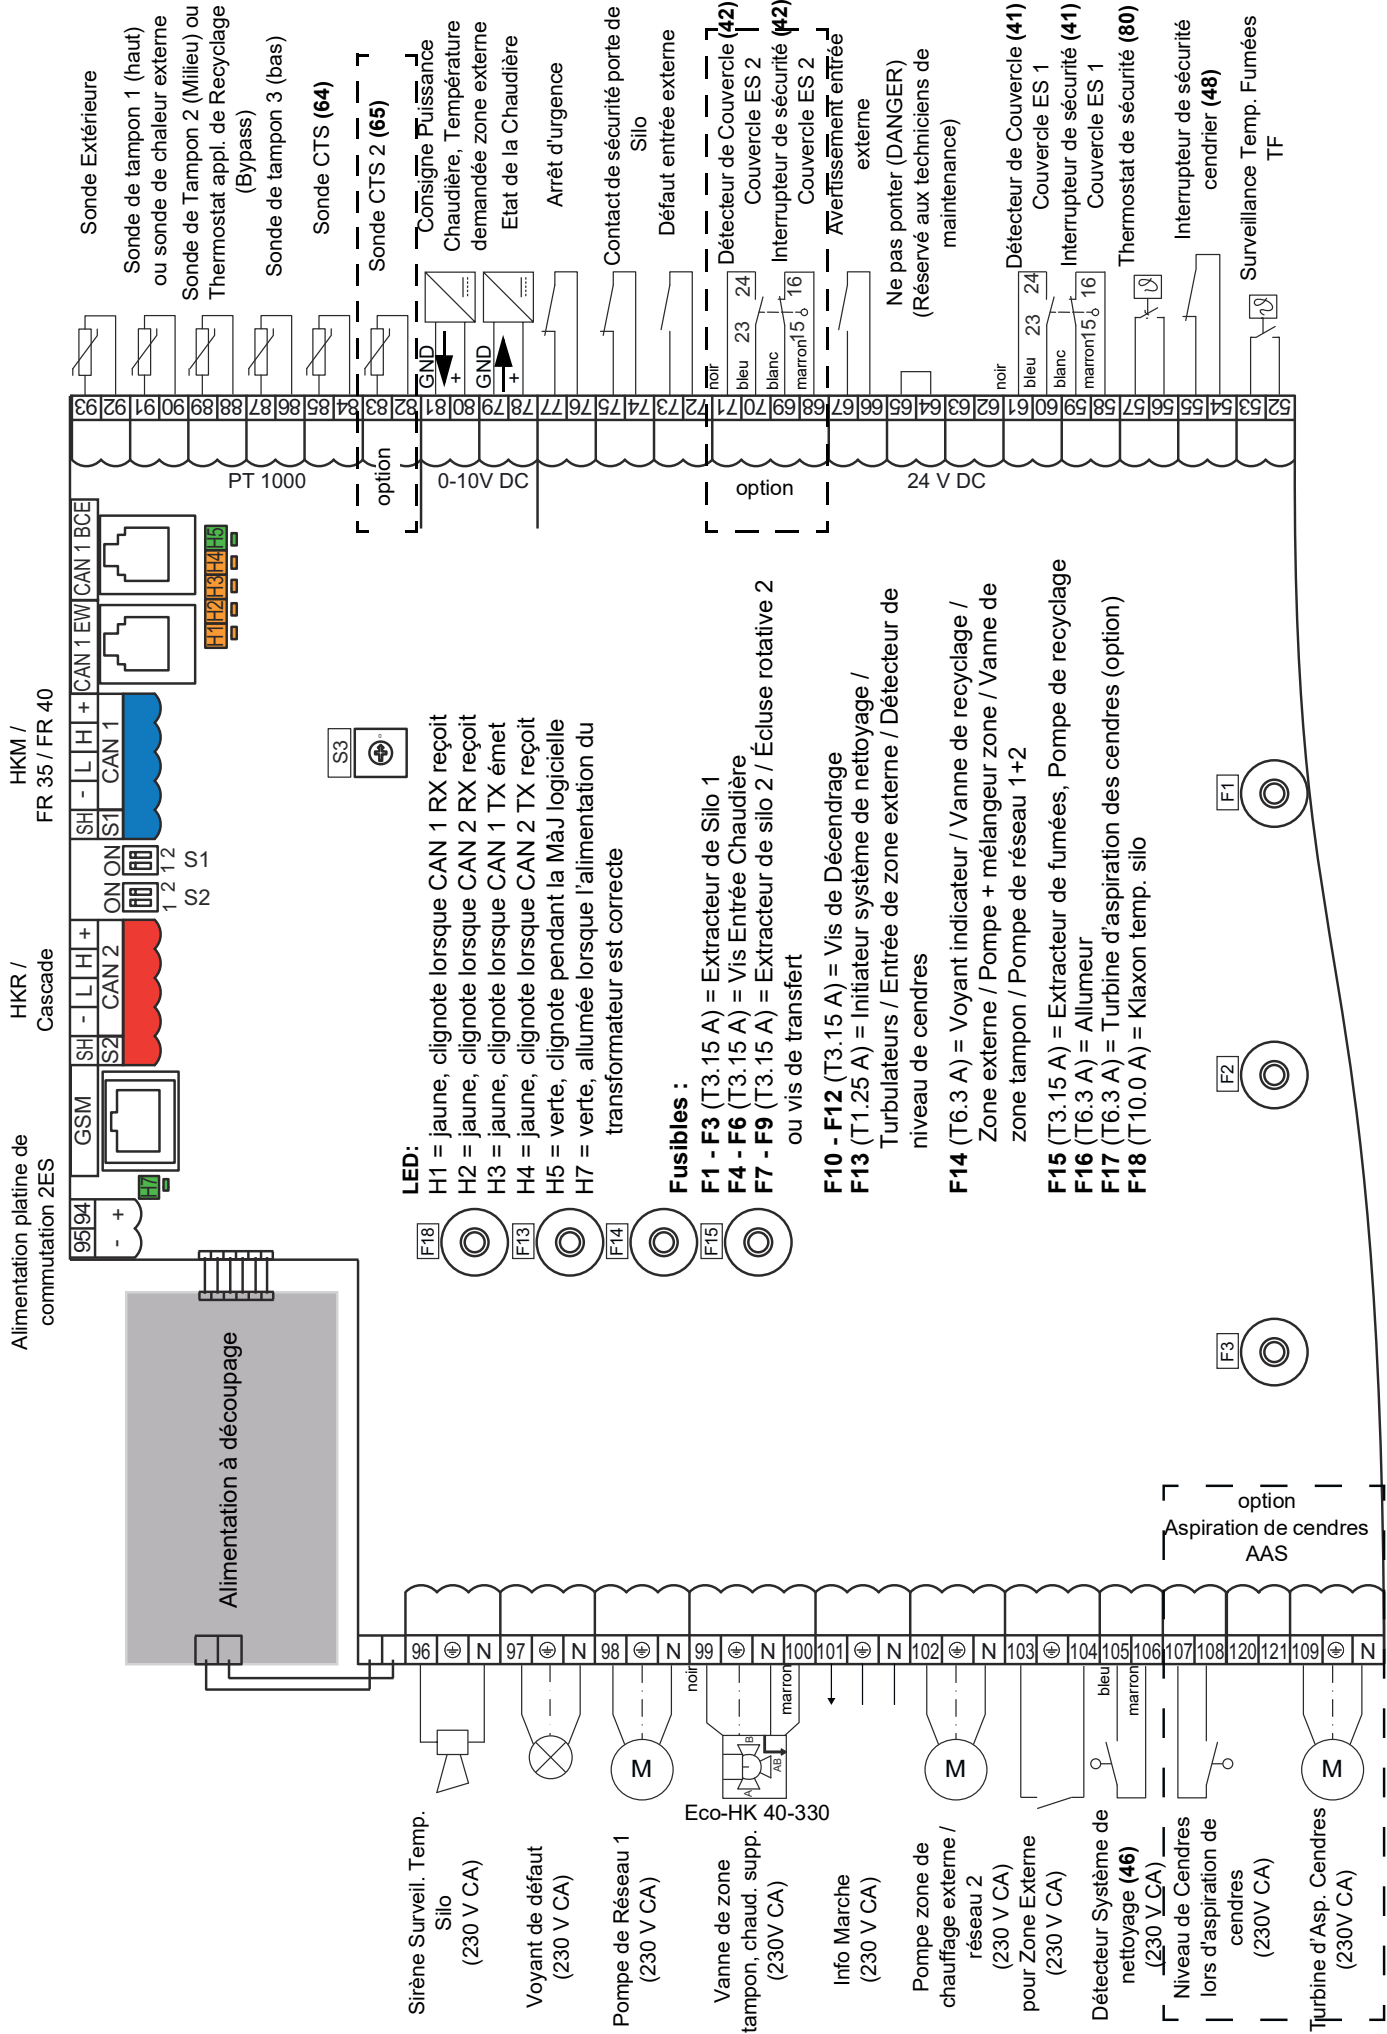 Sonde Extérieure
Sonde de tampon 1 (haut)
ou sonde de chaleur externe
Sonde de Tampon 2 (Milieu) ou
Thermostat appl. de Recyclage
(Bypass)
Sonde de tampon 3 (bas)
Sonde CTS (64)
Sonde CTS 2 (65)
Consigne Puissance
Chaudière, Température
demandée zone externe
Etat de la Chaudière
Arrêt d'urgence
Contact de sécurité porte de
Silo
Défaut entrée externe
Détecteur de Couvercle (42)
Couvercle ES 2
Interrupteur de sécurité (42)
Couvercle ES 2
Avertissement entrée
externe
Ne pas ponter (DANGER)
(Réservé aux techniciens de
maintenance)
Détecteur de Couvercle (41)
Couvercle ES 1
Interrupteur de sécurité (41)
Couvercle ES 1
Thermostat de sécurité (80)
Interrupteur de sécurité
cendrier (48)
Surveillance Temp. Fumées
TF
GND
+
GND
+
noir
bleu 23 24
blanc
marron 15 16
noir
bleu 23 24
blanc
marron 15 16
93 92 91 90 89 88 87 86 85 84 83 82 81 80 79 78 77 76 75 74 73 72 71 70 69 68 67 66 65 64 63 62 61 60 59 58 57 56 55 54 53 52
PT 1000
option
0-10V DC
option
24 V DC
CAN 1 BCE
CAN 1 EW
H1 H2 H3 H4 H5
HKM /
FR 35 / FR 40
SH - L H +
S1 CAN 1
ON ON
1 2 S1
1 2 S2
S3
HKR /
Cascade
SH - L H +
S2 CAN 2
GSM
H7
Alimentation platine de
commutation 2ES
95 94
- +
Alimentation à découpage
LED:
H1 = jaune, clignote lorsque CAN 1 RX reçoit
H2 = jaune, clignote lorsque CAN 2 RX reçoit
H3 = jaune, clignote lorsque CAN 1 TX émet
H4 = jaune, clignote lorsque CAN 2 TX reçoit
H5 = verte, clignote pendant la MàJ logicielle
H7 = verte, allumée lorsque l'alimentation du
transformateur est correcte
Fusibles :
F1 - F3 (T3.15 A) = Extracteur de Silo 1
F4 - F6 (T3.15 A) = Vis Entrée Chaudière
F7 - F9 (T3.15 A) = Extracteur de silo 2 / Écluse rotative 2
ou vis de transfert
F10 - F12 (T3.15 A) = Vis de Décendrage
F13 (T1.25 A) = Initiateur système de nettoyage /
Turbulateurs / Entrée de zone externe / Détecteur de
niveau de cendres
F14 (T6.3 A) = Voyant indicateur / Vanne de recyclage /
Zone externe / Pompe + mélangeur zone / Vanne de
zone tampon / Pompe de réseau 1+2
F15 (T3.15 A) = Extracteur de fumées, Pompe de recyclage
F16 (T6.3 A) = Allumeur
F17 (T6.3 A) = Turbine d'aspiration des cendres (option)
F18 (T10.0 A) = Klaxon temp. silo
F18
F13
F14
F15
F1
F2
F3
option
Aspiration de cendres
AAS
96 N 97 N 98 N 99 N 100 101 N 102 N 103 104 105 106 107 108 120 121 109 N
noir
marron
bleu
marron
M
A
B
AB
M
M
Eco-HK 40-330
Sirène Surveil. Temp.
Silo
(230 V CA)
Voyant de défaut
(230 V CA)
Pompe de Réseau 1
(230 V CA)
Vanne de zone
tampon, chaud. supp.
(230V CA)
Info Marche
(230 V CA)
Pompe zone de
chauffage externe /
réseau 2
(230 V CA)
pour Zone Externe
(230 V CA)
Détecteur Système de
nettoyage (46)
(230 V CA)
Niveau de Cendres
lors d'aspiration de
cendres
(230V CA)
Turbine d'Asp. Cendres
(230V CA)